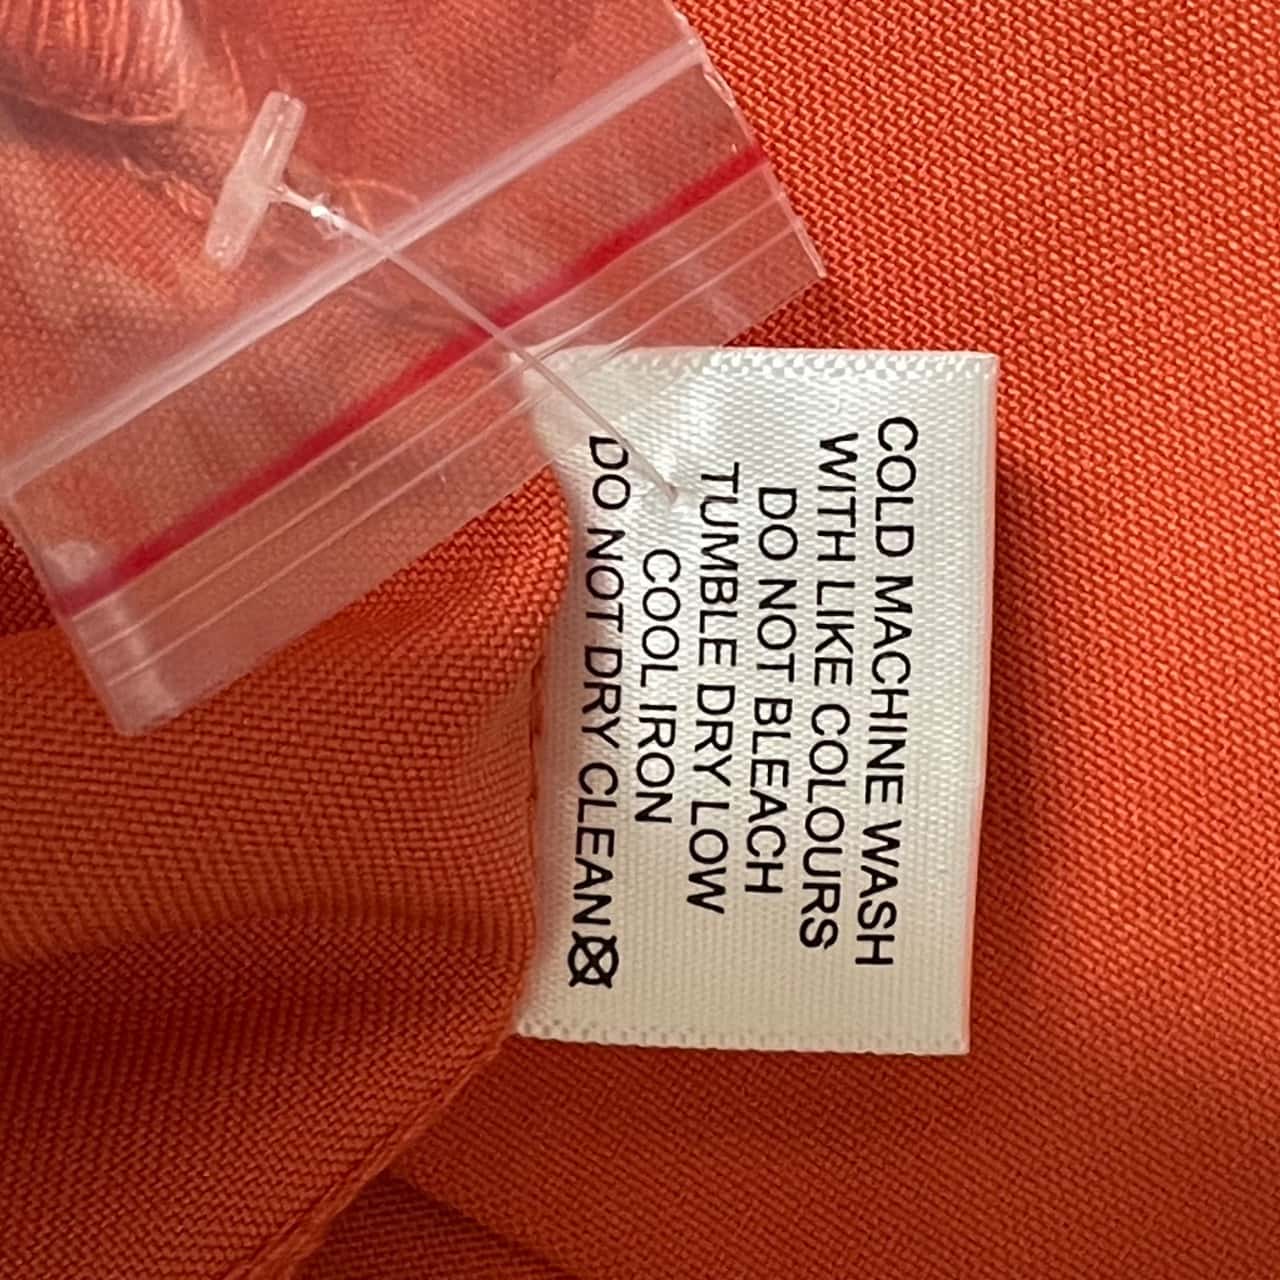 COLD MACHINE WASH
WITH LIKE COLOURS
DO NOT BLEACH
TUMBLE DRY LOW
COOL IRON
DO NOT DRY CLEAN